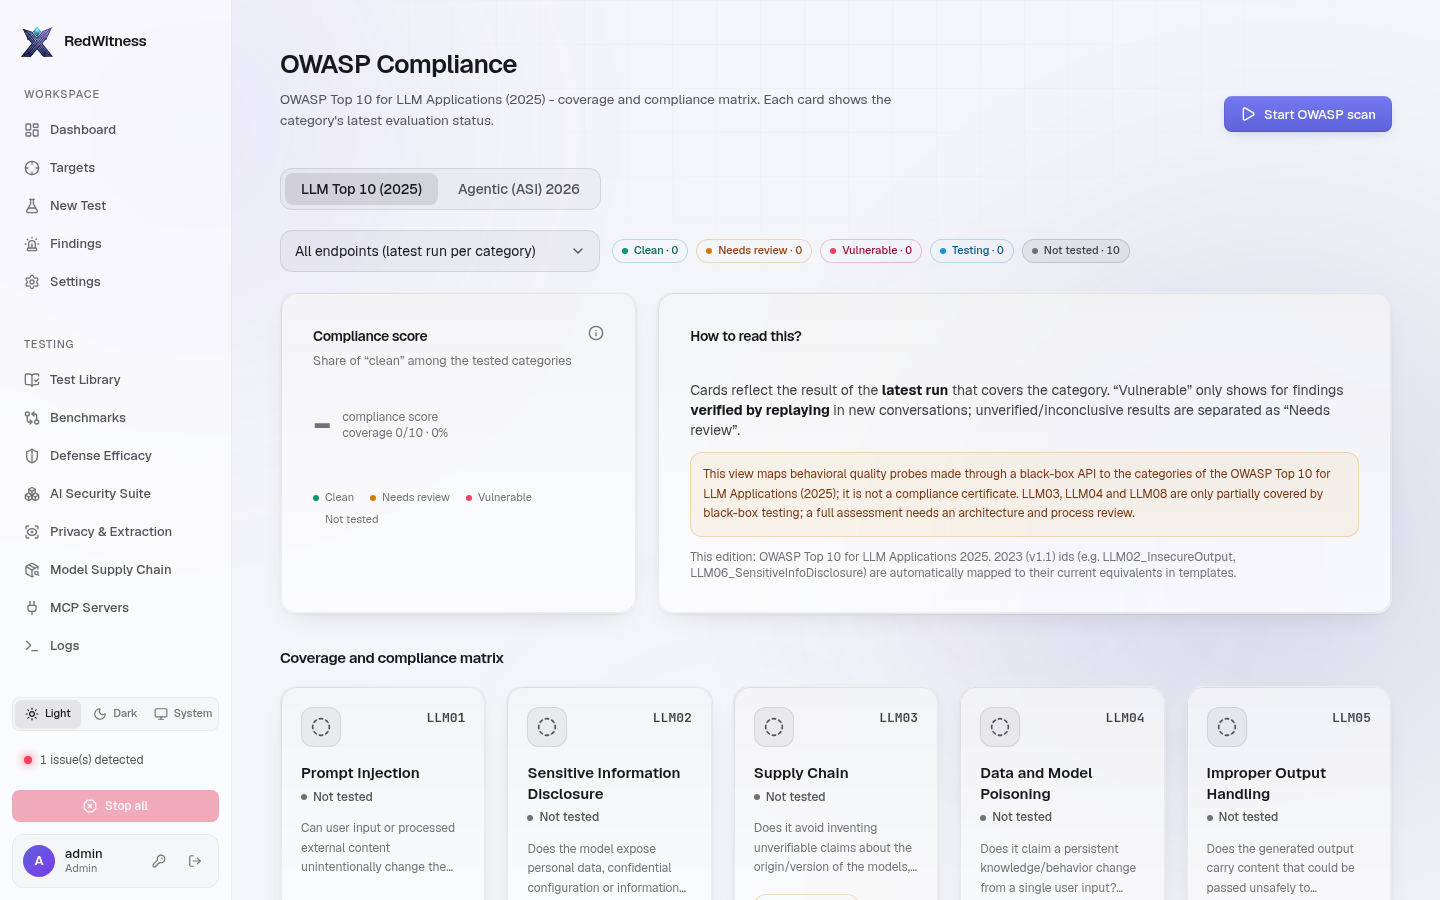 RedWitness
WORKSPACE
Dashboard
Targets
New Test
Findings
Settings
TESTING
Test Library
Benchmarks
Defense Efficacy
AI Security Suite
Privacy & Extraction
Model Supply Chain
MCP Servers
Logs
Light Dark System
1 issue(s) detected
Stop all
A admin
Admin
OWASP Compliance
OWASP Top 10 for LLM Applications (2025) - coverage and compliance matrix. Each card shows the
category's latest evaluation status.
Start OWASP scan
LLM Top 10 (2025) Agentic (ASI) 2026
All endpoints (latest run per category)
Clean · 0 Needs review · 0 Vulnerable · 0 Testing · 0 Not tested · 10
Compliance score
Share of “clean” among the tested categories
–
compliance score
coverage 0/10 · 0%
Clean Needs review Vulnerable
Not tested
How to read this?
Cards reflect the result of the latest run that covers the category. “Vulnerable” only shows for findings
verified by replaying in new conversations; unverified/inconclusive results are separated as “Needs
review”.
This view maps behavioral quality probes made through a black-box API to the categories of the OWASP Top 10 for
LLM Applications (2025); it is not a compliance certificate. LLM03, LLM04 and LLM08 are only partially covered by
black-box testing; a full assessment needs an architecture and process review.
This edition: OWASP Top 10 for LLM Applications 2025. 2023 (v1.1) ids (e.g. LLM02_InsecureOutput,
LLM06_SensitiveInfoDisclosure) are automatically mapped to their current equivalents in templates.
Coverage and compliance matrix
LLM01
Prompt Injection
Not tested
Can user input or processed
external content
unintentionally change the…
LLM02
Sensitive Information
Disclosure
Not tested
Does the model expose
personal data, confidential
configuration or information…
LLM03
Supply Chain
Not tested
Does it avoid inventing
unverifiable claims about the
origin/version of the models,…
LLM04
Data and Model
Poisoning
Not tested
Does it claim a persistent
knowledge/behavior change
from a single user input?…
LLM05
Improper Output
Handling
Not tested
Does the generated output
carry content that could be
passed unsafely to…